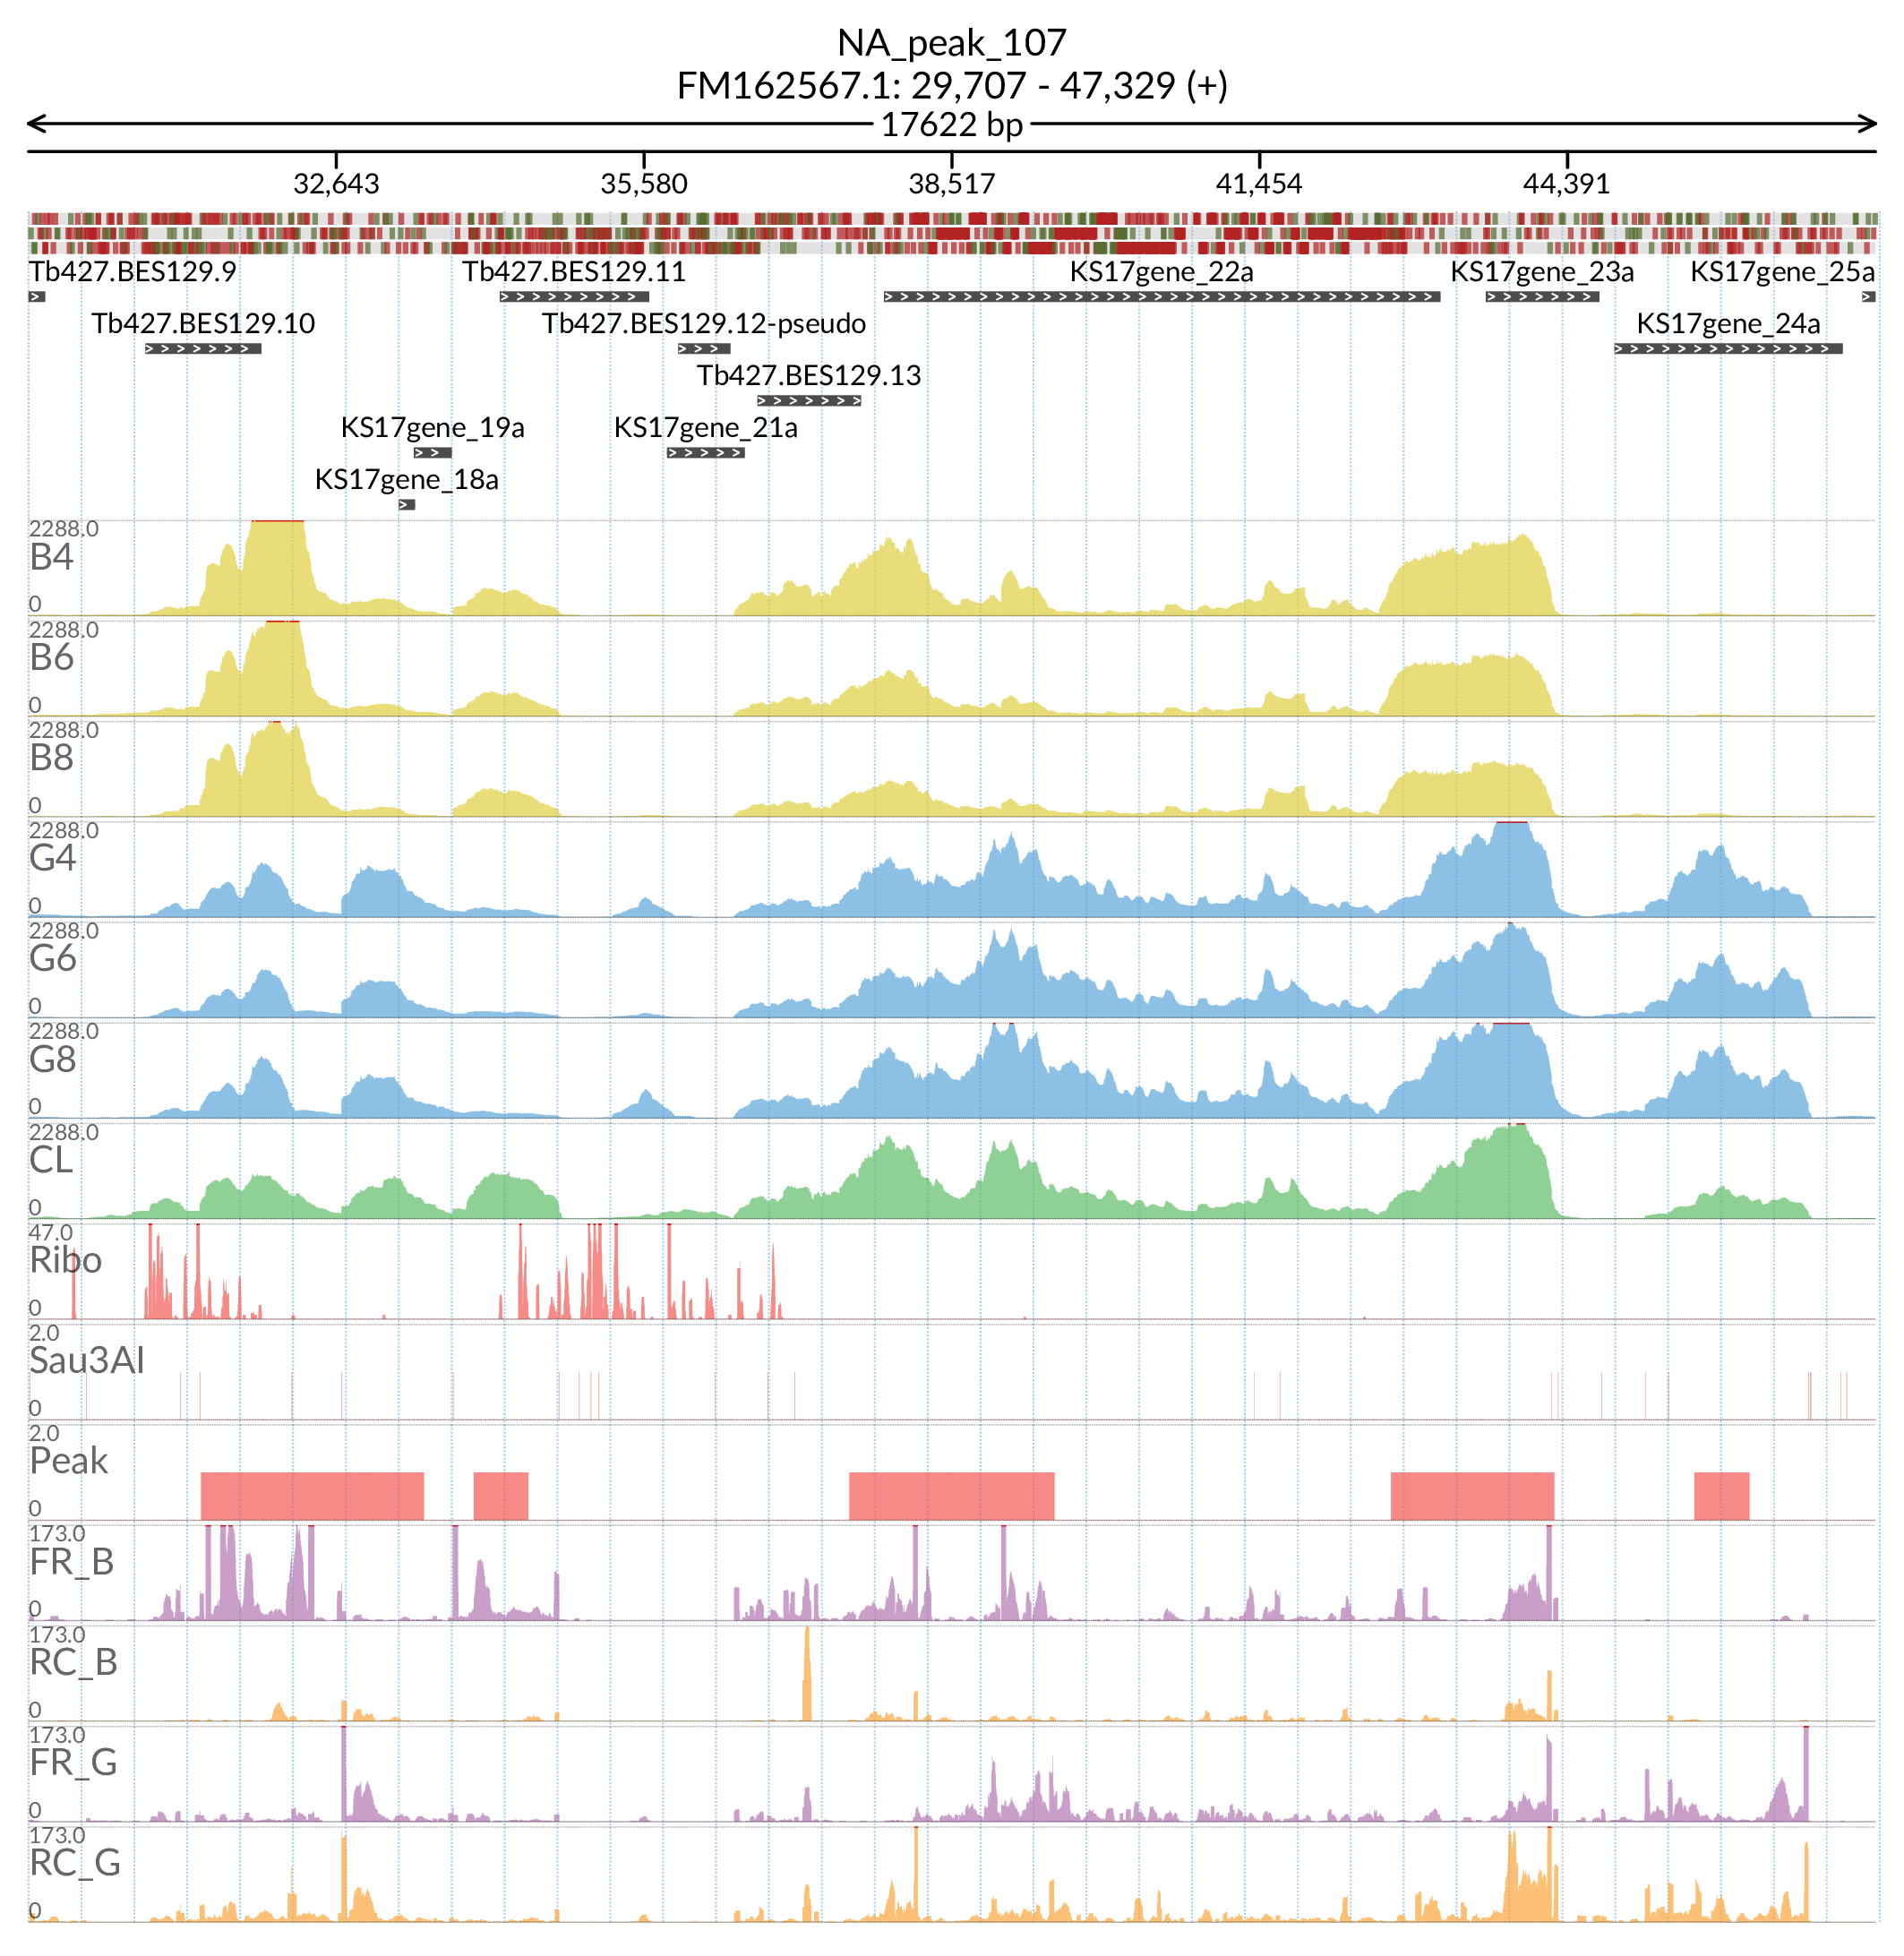 NA_peak_107
FM162567.1: 29,707 - 47,329 (+)
17622 bp
32,643 35,580 38,517 41,454 44,391
Tb427.BES129.9 Tb427.BES129.11 KS17gene_22a KS17gene_23a KS17gene_25a
Tb427.BES129.10 Tb427.BES129.12-pseudo KS17gene_24a
Tb427.BES129.13
KS17gene_19a KS17gene_21a
KS17gene_18a
2288.0
B4
0
2288.0
B6
0
2288.0
B8
0
2288.0
G4
0
2288.0
G6
0
2288.0
G8
0
2288.0
CL
0
47.0
Ribo
0
2.0
Sau3AI
0
2.0
Peak
0
173.0
FR_B
0
173.0
RC_B
0
173.0
FR_G
0
173.0
RC_G
0